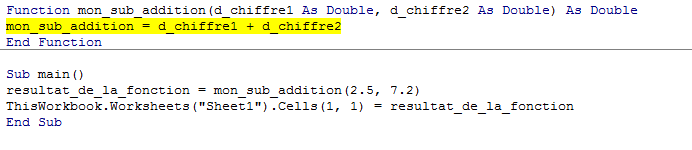 Function mon_sub_addition(d_chiffre1 As Double, d_chiffre2 As Double) As Double
mon_sub_addition = d_chiffre1 + d_chiffre2
End Function
Sub main()
resultat_de_la_fonction = mon_sub_addition(2.5, 7.2)
ThisWorkbook.Worksheets("Sheet1").Cells(1, 1) = resultat_de_la_fonction
End Sub